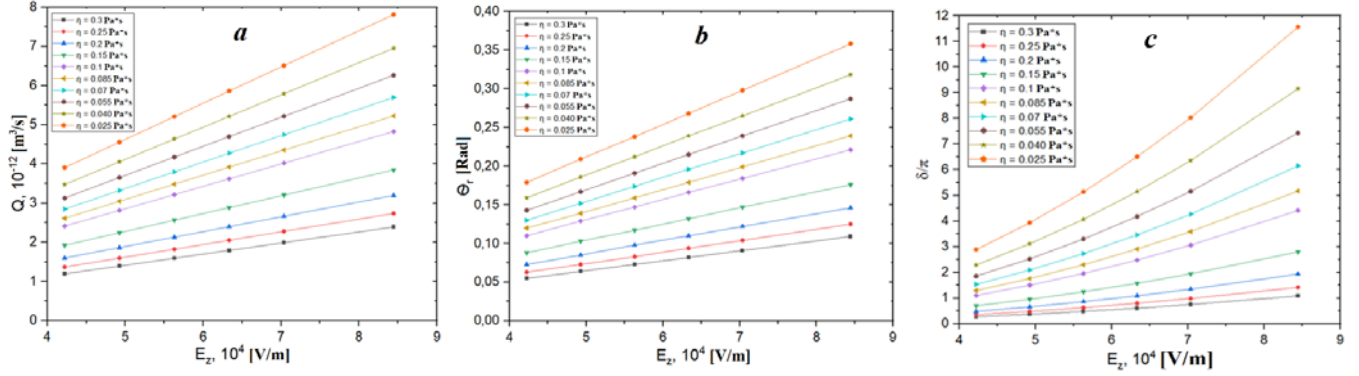 a
Q, 10⁻¹² [m³/s]
8
7
6
5
4
3
2
1
0
η = 0.3 Pa*s
η = 0.25 Pa*s
η = 0.2 Pa*s
η = 0.15 Pa*s
η = 0.1 Pa*s
η = 0.085 Pa*s
η = 0.07 Pa*s
η = 0.055 Pa*s
η = 0.040 Pa*s
η = 0.025 Pa*s
4 5 6 7 8 9
E_z, 10⁴ [V/m]
b
Θ_r [Rad]
0,40
0,35
0,30
0,25
0,20
0,15
0,10
0,05
0,00
η = 0.3 Pa*s
η = 0.25 Pa*s
η = 0.2 Pa*s
η = 0.15 Pa*s
η = 0.1 Pa*s
η = 0.085 Pa*s
η = 0.07 Pa*s
η = 0.055 Pa*s
η = 0.040 Pa*s
η = 0.025 Pa*s
4 5 6 7 8 9
E_z, 10⁴ [V/m]
c
δ/π
12
11
10
9
8
7
6
5
4
3
2
1
0
η = 0.3 Pa*s
η = 0.25 Pa*s
η = 0.2 Pa*s
η = 0.15 Pa*s
η = 0.1 Pa*s
η = 0.085 Pa*s
η = 0.07 Pa*s
η = 0.055 Pa*s
η = 0.040 Pa*s
η = 0.025 Pa*s
4 5 6 7 8 9
E_z, 10⁴ [V/m]